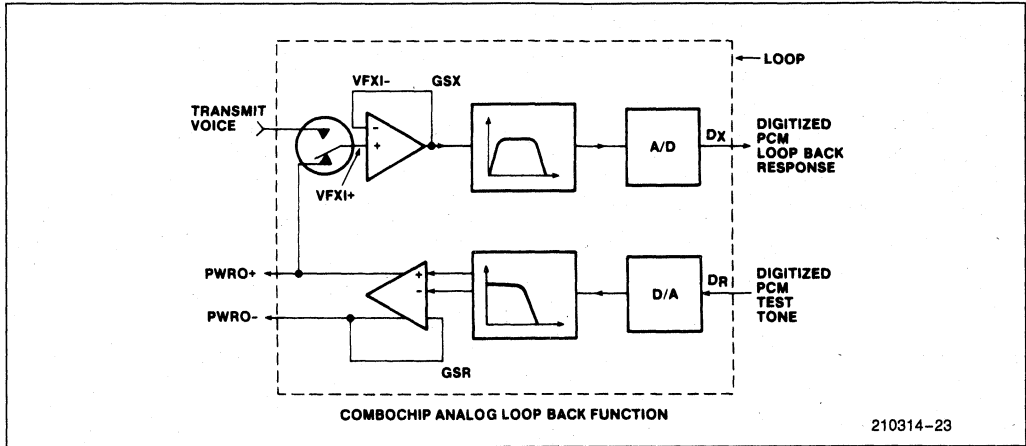 LOOP
VFXI-
GSX
TRANSMIT
VOICE
-
+
VFXI+
A/D
DX
DIGITIZED
PCM
LOOP BACK
RESPONSE
PWRO+
PWRO-
+
-
GSR
D/A
DR
DIGITIZED
PCM
TEST
TONE
COMBOCHIP ANALOG LOOP BACK FUNCTION
210314-23